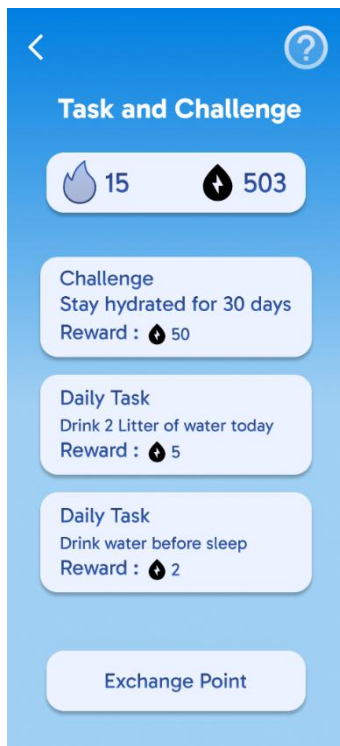 Task and Challenge
15 503
Challenge
Stay hydrated for 30 days
Reward : 50
Daily Task
Drink 2 Litter of water today
Reward : 5
Daily Task
Drink water before sleep
Reward : 2
Exchange Point